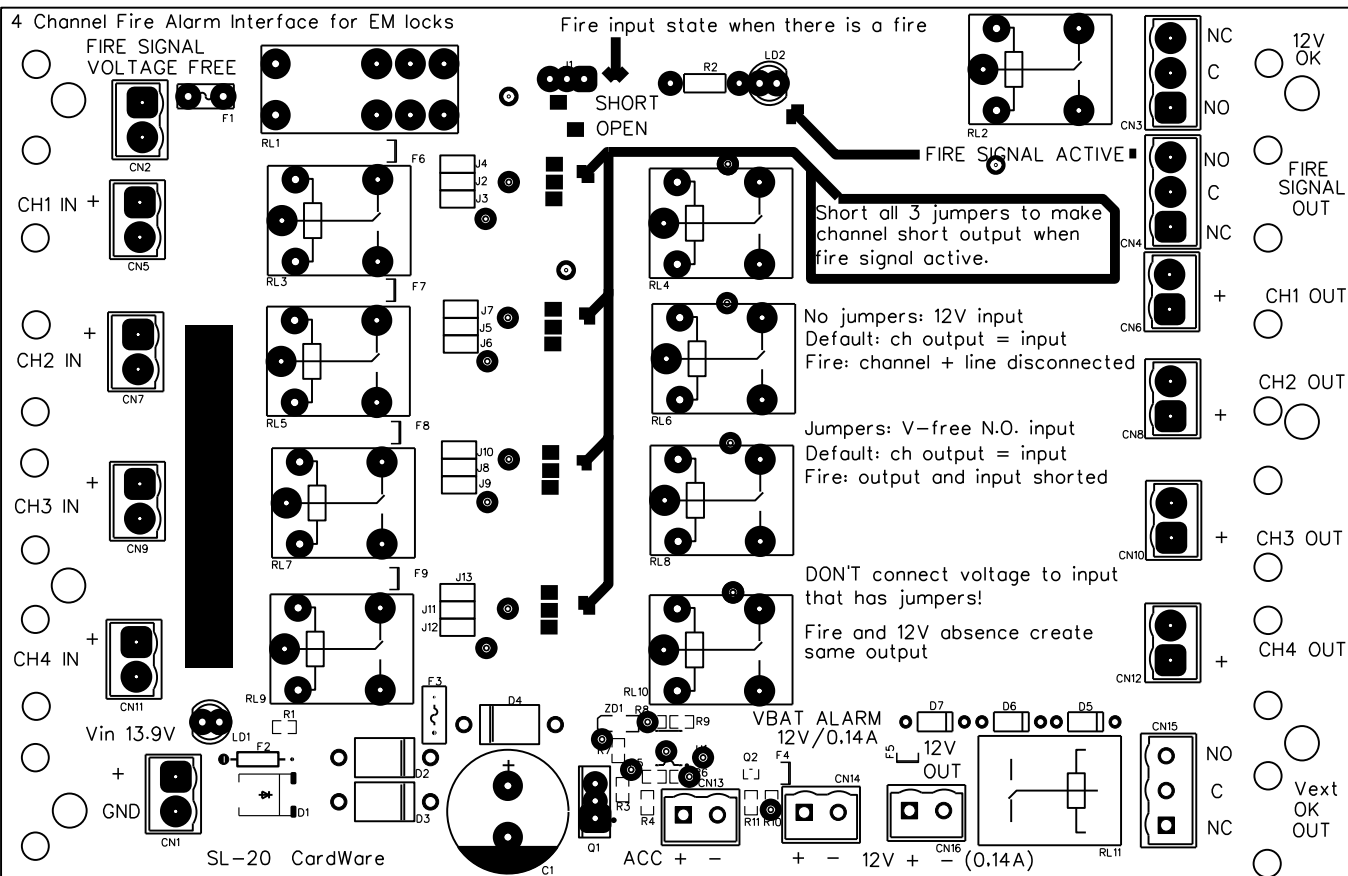 4 Channel Fire Alarm Interface for EM locks
Fire input state when there is a fire
FIRE SIGNAL
VOLTAGE FREE
F1
CN2
RL1
J1
SHORT
OPEN
R2
LD2
RL2
CN3
NC
C
NO
12V
OK
FIRE SIGNAL ACTIVE
CN4
NO
C
NC
FIRE
SIGNAL
OUT
CH1 IN +
CN5
F6
J4
J2
J3
RL3
RL4
Short all 3 jumpers to make
channel short output when
fire signal active.
CN6
+
CH1 OUT
F7
+
CH2 IN
CN7
J7
J5
J6
RL5
RL6
No jumpers: 12V input
Default: ch output = input
Fire: channel + line disconnected
CH2 OUT
CN8
+
F8
+
CH3 IN
CN9
J10
J8
J9
RL7
RL8
Jumpers: V-free N.O. input
Default: ch output = input
Fire: output and input shorted
CN10
+
CH3 OUT
F9
+
CH4 IN
CN11
J13
J11
J12
RL9
RL10
DON'T connect voltage to input
that has jumpers!
Fire and 12V absence create
same output
CN12
+
CH4 OUT
Vin 13.9V
LD1
R1
F2
F3
D4
ZD1
R8
R9
VBAT ALARM
12V/0.14A
D7
D6
D5
CN15
+
GND
CN1
D1
D2
D3
+
C1
Q1
R3
R4
CN13
Q2
R11
R10
F4
CN14
F5
12V
OUT
CN16
RL11
NO
C
NC
Vext
OK
OUT
SL-20 CardWare
ACC + -
+ -
12V + - (0.14A)